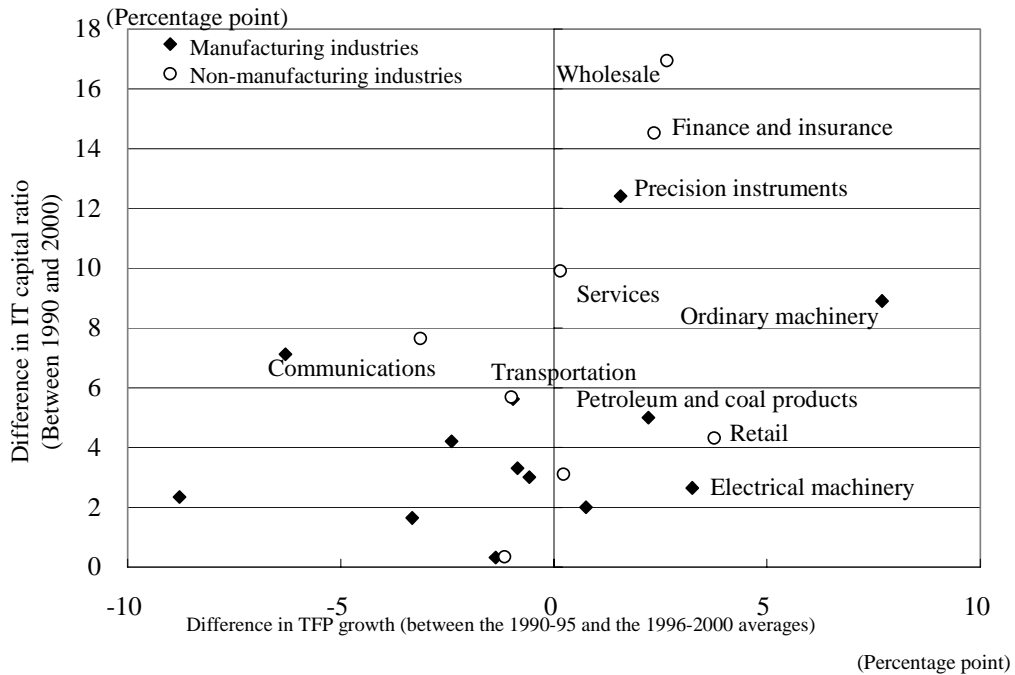 (Percentage point)
18
Manufacturing industries
Non-manufacturing industries
Wholesale
16
Finance and insurance
14
Precision instruments
12
10
Services
Ordinary machinery
8
Communications
Transportation
6
Petroleum and coal products
Retail
4
Electrical machinery
2
0
Difference in IT capital ratio
(Between 1990 and 2000)
-10 -5 0 5 10
Difference in TFP growth (between the 1990-95 and the 1996-2000 averages)
(Percentage point)